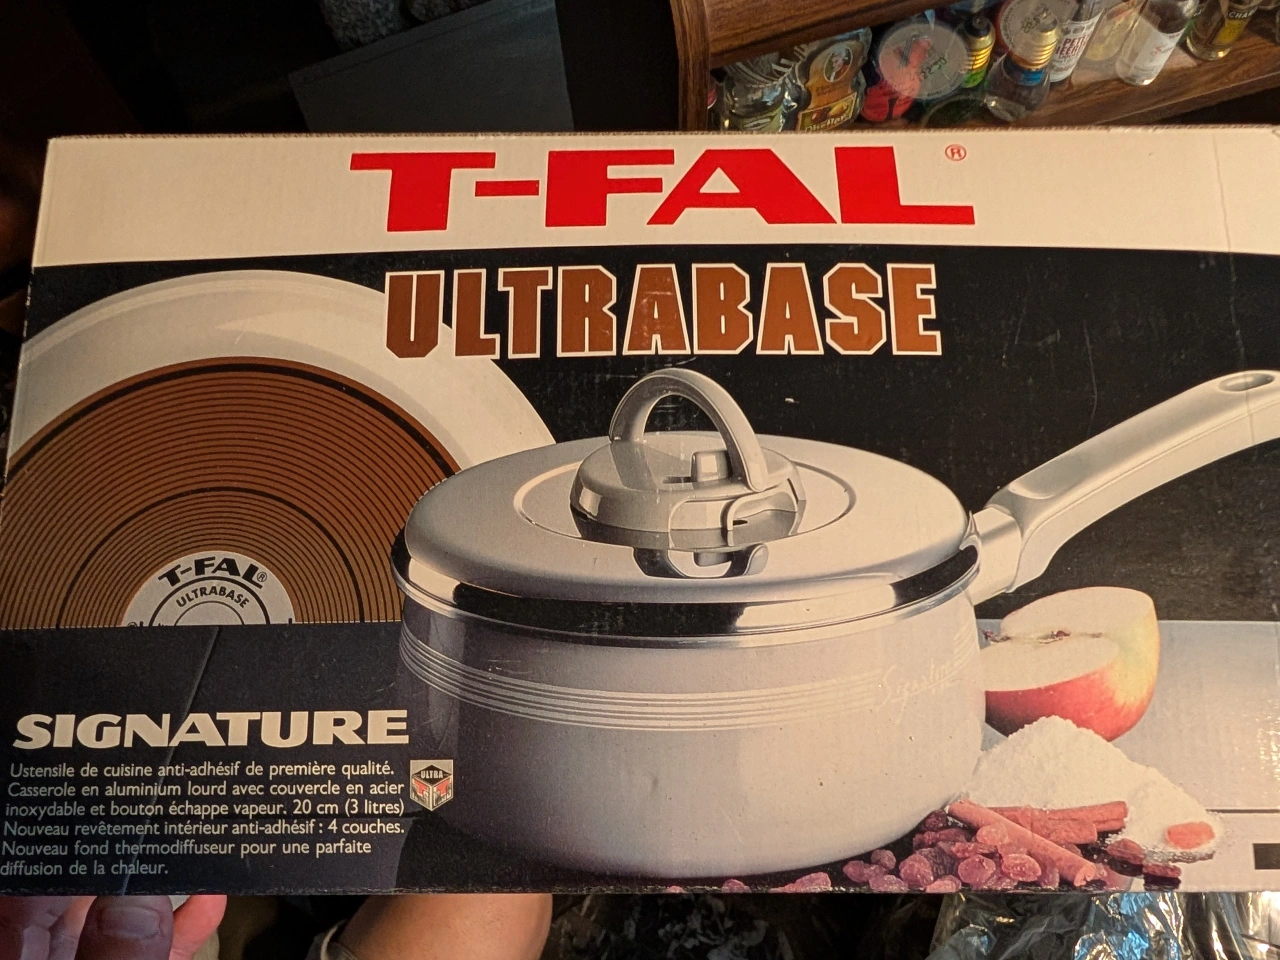 T-FAL®
ULTRABASE
T-FAL®
ULTRABASE
Signature
SIGNATURE
Ustensile de cuisine anti-adhésif de première qualité.
Casserole en aluminium lourd avec couvercle en acier
inoxydable et bouton échappe vapeur. 20 cm (3 litres)
Nouveau revêtement intérieur anti-adhésif : 4 couches.
Nouveau fond thermodiffuseur pour une parfaite
diffusion de la chaleur.
ULTRA